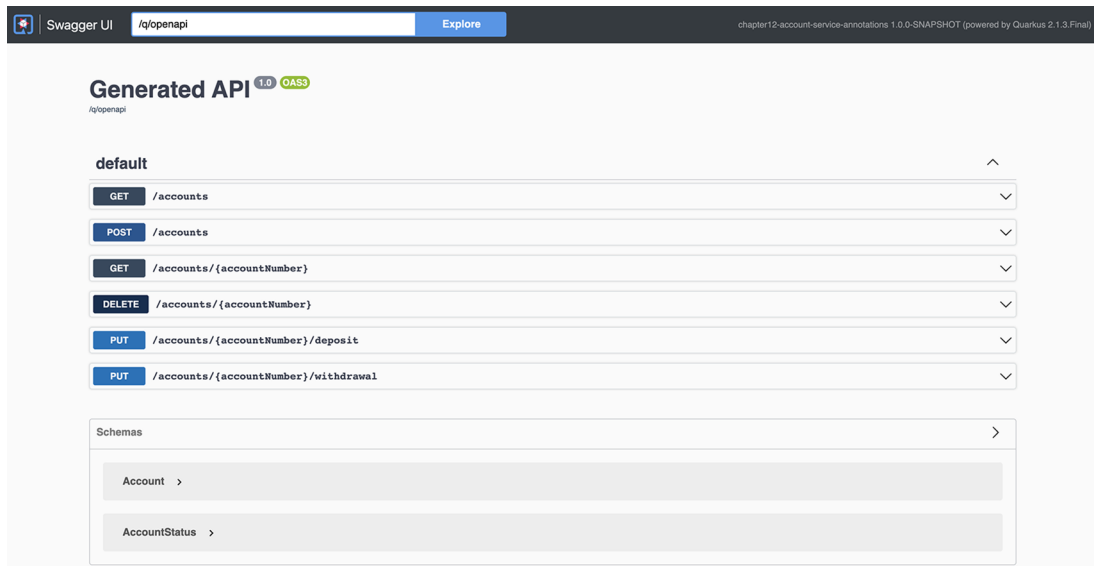 Swagger UI /q/openapi Explore chapter12-account-service-annotations 1.0.0-SNAPSHOT (powered by Quarkus 2.1.3.Final)
Generated API 1.0 OAS3
/q/openapi
default
GET /accounts
POST /accounts
GET /accounts/{accountNumber}
DELETE /accounts/{accountNumber}
PUT /accounts/{accountNumber}/deposit
PUT /accounts/{accountNumber}/withdrawal
Schemas
Account
AccountStatus